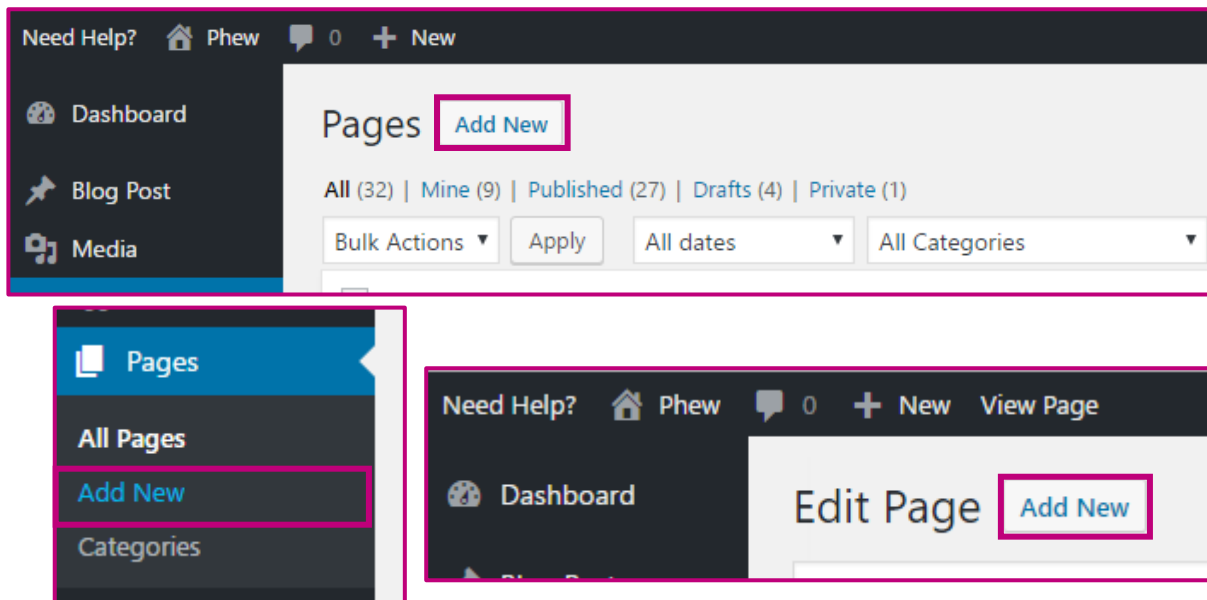 Need Help? Phew 0 New
Dashboard
Pages Add New
Blog Post
All (32) | Mine (9) | Published (27) | Drafts (4) | Private (1)
Media
Bulk Actions Apply All dates All Categories
Pages
All Pages
Add New
Categories
Need Help? Phew 0 New View Page
Dashboard
Edit Page Add New